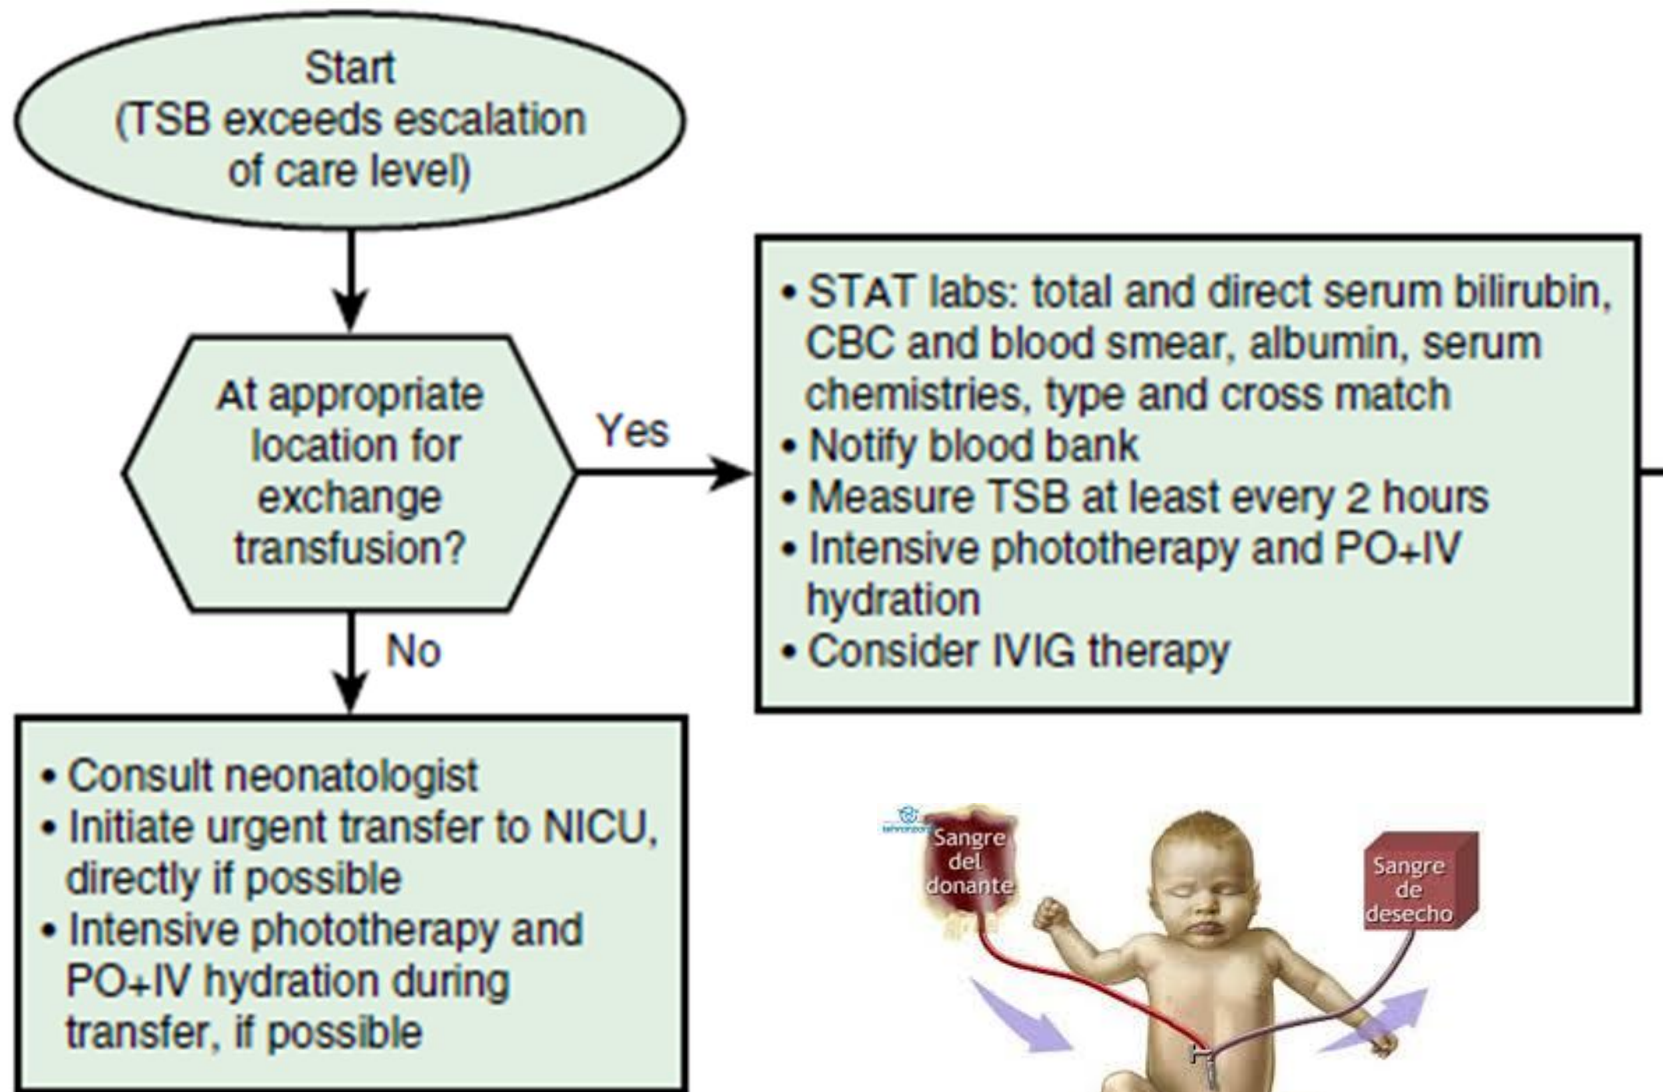 Start
(TSB exceeds escalation
of care level)
At appropriate
location for
exchange
transfusion?
Yes
No
• STAT labs: total and direct serum bilirubin,
CBC and blood smear, albumin, serum
chemistries, type and cross match
• Notify blood bank
• Measure TSB at least every 2 hours
• Intensive phototherapy and PO+IV
hydration
• Consider IVIG therapy
• Consult neonatologist
• Initiate urgent transfer to NICU,
directly if possible
• Intensive phototherapy and
PO+IV hydration during
transfer, if possible
Sangre
del
donante
Sangre
de
desecho